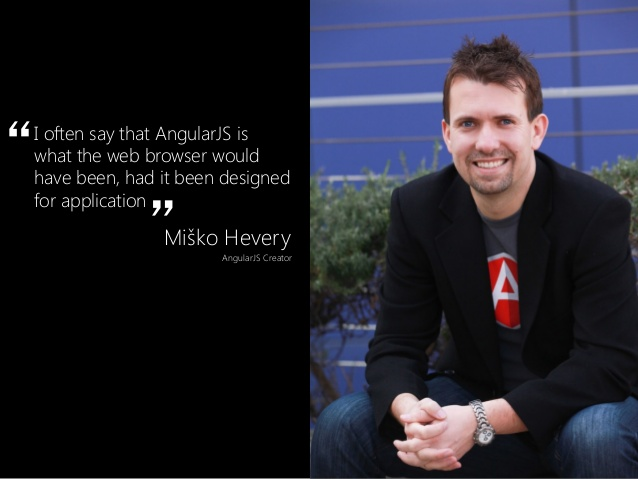 “I often say that AngularJS is
what the web browser would
have been, had it been designed
for application”
Miško Hevery
AngularJS Creator
A